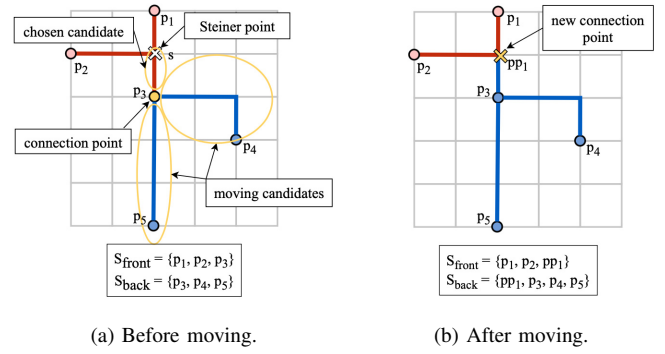 p1
Steiner point
chosen candidate
s
p2
p3
connection point
p4
moving candidates
p5
Sfront = {p1, p2, p3}
Sback = {p3, p4, p5}
(a) Before moving.
p1
new connection
point
p2
pp1
p3
p4
p5
Sfront = {p1, p2, pp1}
Sback = {pp1, p3, p4, p5}
(b) After moving.